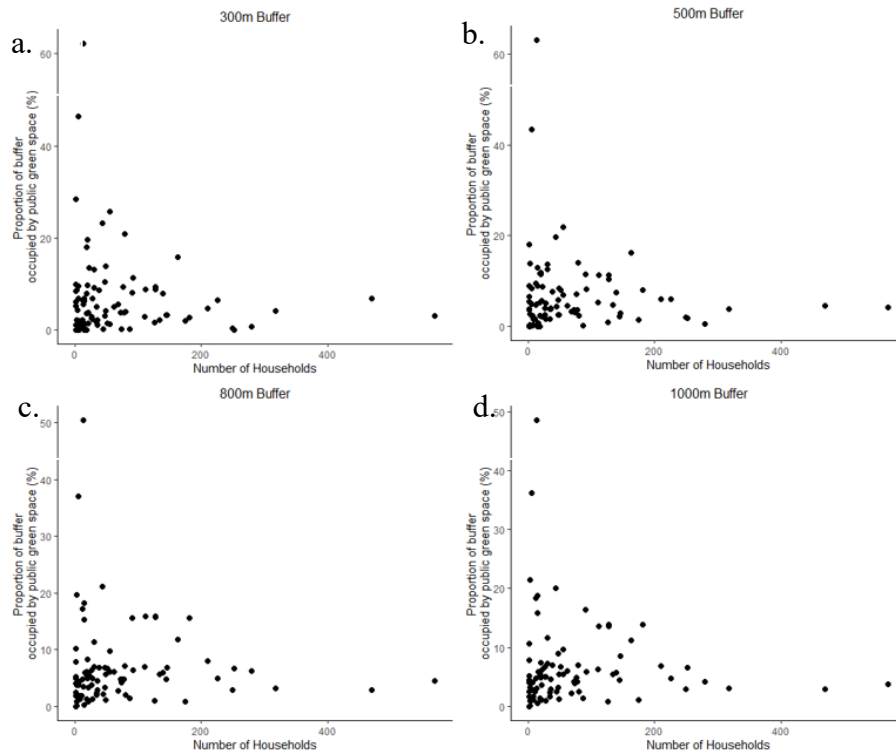 a.
300m Buffer
Proportion of buffer
occupied by public green space (%)
60
40
20
0
0
200
400
Number of Households
b.
500m Buffer
Proportion of buffer
occupied by public green space (%)
60
40
20
0
0
200
400
Number of Households
c.
800m Buffer
Proportion of buffer
occupied by public green space (%)
50
40
30
20
10
0
0
200
400
Number of Households
d.
1000m Buffer
Proportion of buffer
occupied by public green space (%)
50
40
30
20
10
0
0
200
400
Number of Households